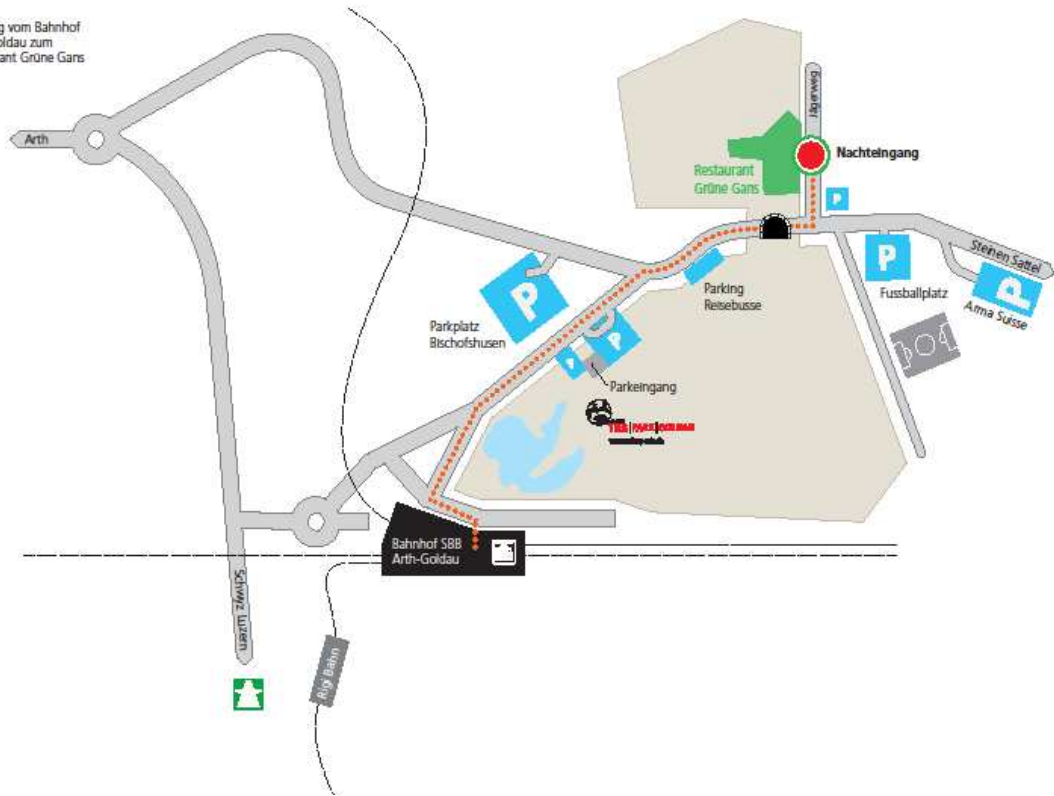 g vom Bahnhof
oldau zum
ant Grüne Gans
Arth
Restaurant
Grüne Gans
Nachteingang
P
P
Steinen Sattel
P
Fussballplatz
Arma Suisse
P
Parking
Reisebusse
Parkplatz
Bischofshusen
P
P
Parkeingang
Bahnhof SBB
Arth-Goldau
Schwyz Luzern
Rigi Bahn